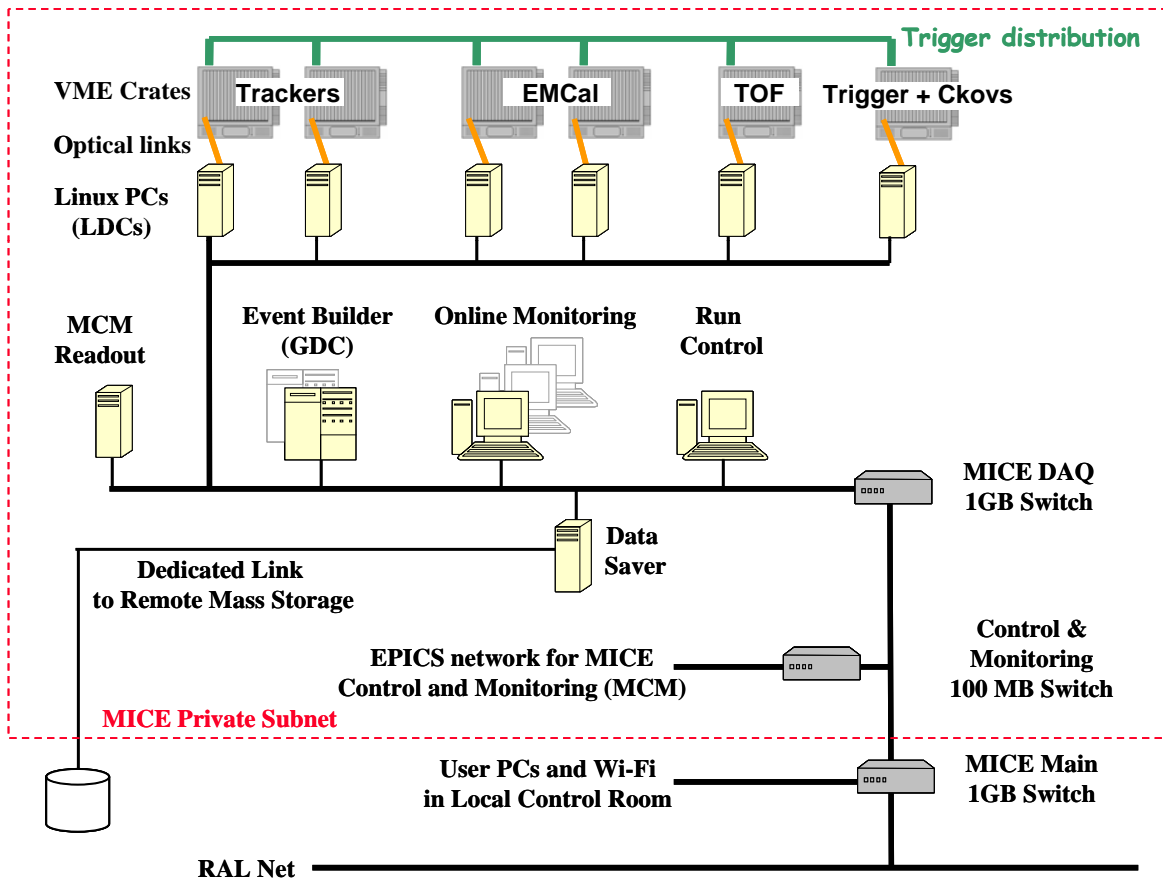 Trigger distribution
VME Crates
Trackers
EMCal
TOF
Trigger + Ckovs
Optical links
Linux PCs
(LDCs)
MCM
Readout
Event Builder
(GDC)
Online Monitoring
Run
Control
MICE DAQ
1GB Switch
Data
Saver
Dedicated Link
to Remote Mass Storage
EPICS network for MICE
Control and Monitoring (MCM)
Control &
Monitoring
100 MB Switch
MICE Private Subnet
User PCs and Wi-Fi
in Local Control Room
MICE Main
1GB Switch
RAL Net